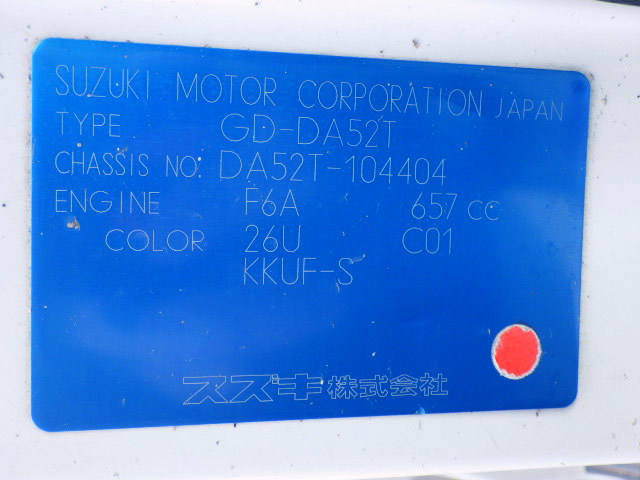 SUZUKI MOTOR CORPORATION JAPAN
TYPE GD-DA52T
CHASSIS NO. DA52T-104404
ENGINE F6A 657 CC
COLOR 26U C01
KKUF-S
スズキ株式会社